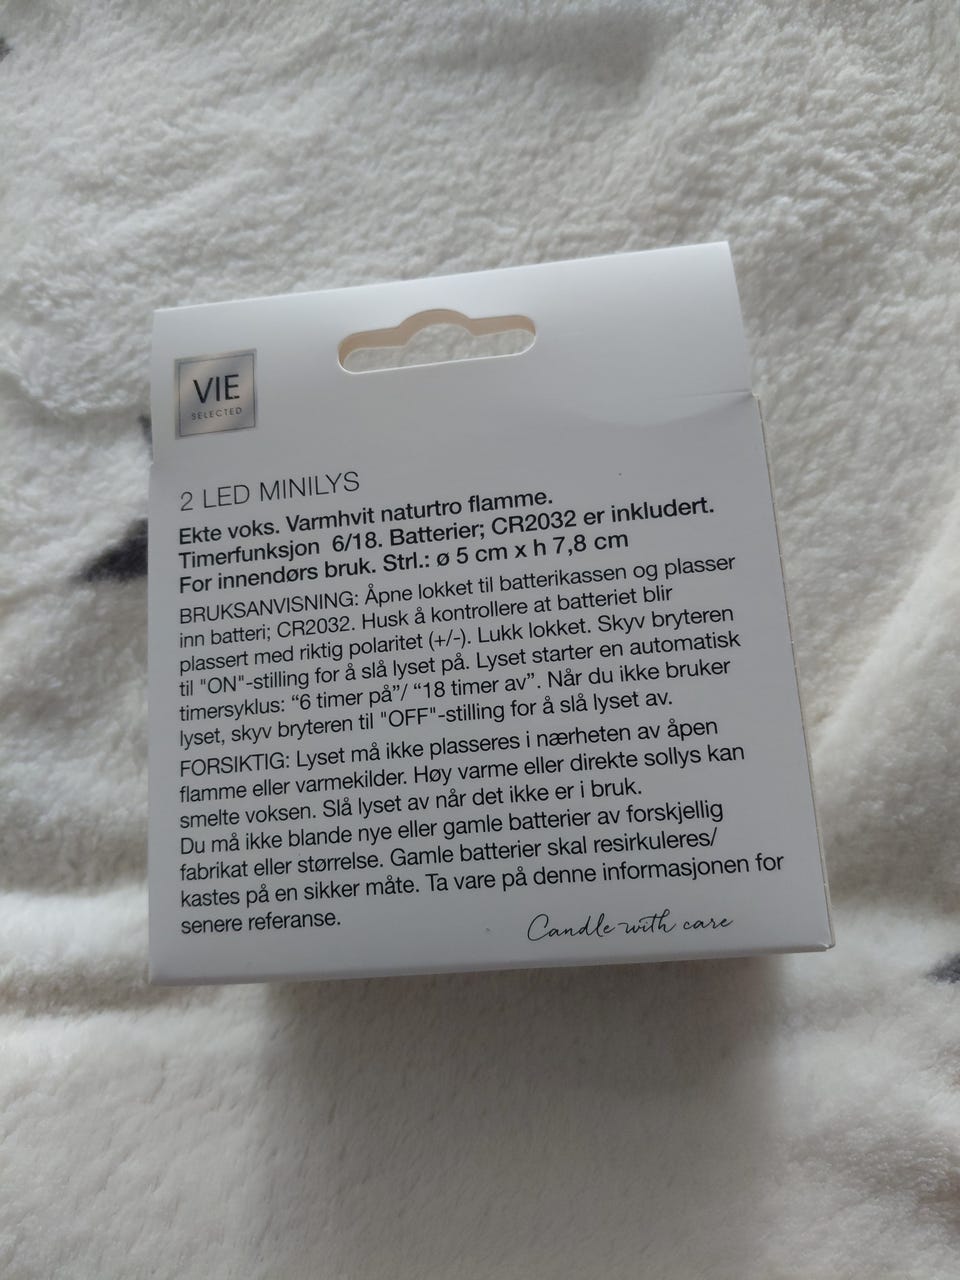 VIE
SELECTED
2 LED MINILYS
Ekte voks. Varmhvit naturtro flamme.
Timerfunksjon 6/18. Batterier; CR2032 er inkludert.
For innendørs bruk. Strl.: ø 5 cm x h 7,8 cm
BRUKSANVISNING: Åpne lokket til batterikassen og plasser
inn batteri; CR2032. Husk å kontrollere at batteriet blir
plassert med riktig polaritet (+/-). Lukk lokket. Skyv bryteren
til "ON"-stilling for å slå lyset på. Lyset starter en automatisk
timersyklus: “6 timer på”/ “18 timer av”. Når du ikke bruker
lyset, skyv bryteren til "OFF"-stilling for å slå lyset av.
FORSIKTIG: Lyset må ikke plasseres i nærheten av åpen
flamme eller varmekilder. Høy varme eller direkte sollys kan
smelte voksen. Slå lyset av når det ikke er i bruk.
Du må ikke blande nye eller gamle batterier av forskjellig
fabrikat eller størrelse. Gamle batterier skal resirkuleres/
kastes på en sikker måte. Ta vare på denne informasjonen for
senere referanse.
Candle with care